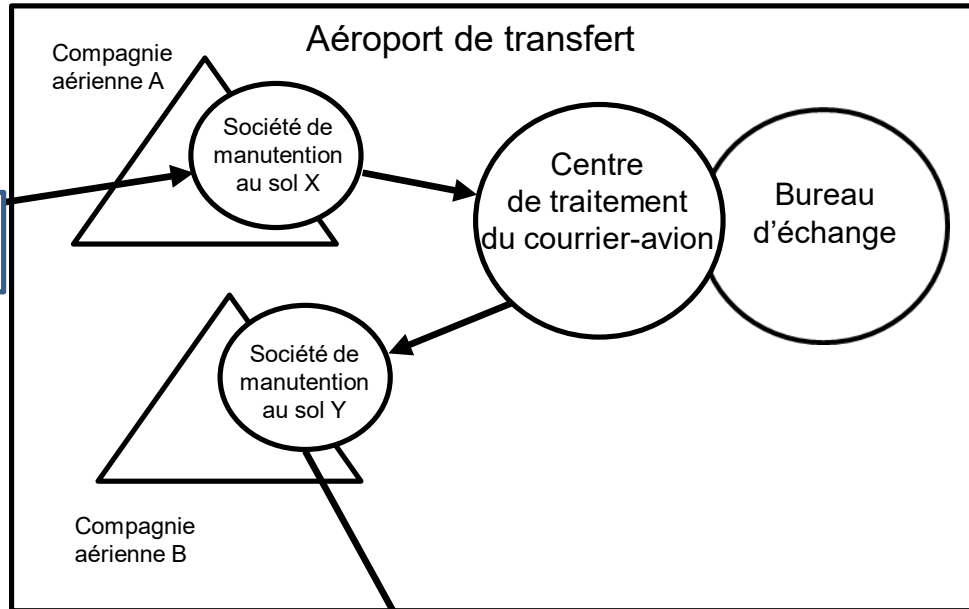 Aéroport de transfert
Compagnie
aérienne A
Société de
manutention
au sol X
Centre
de traitement
du courrier-avion
Bureau
d’échange
Société de
manutention
au sol Y
Compagnie
aérienne B